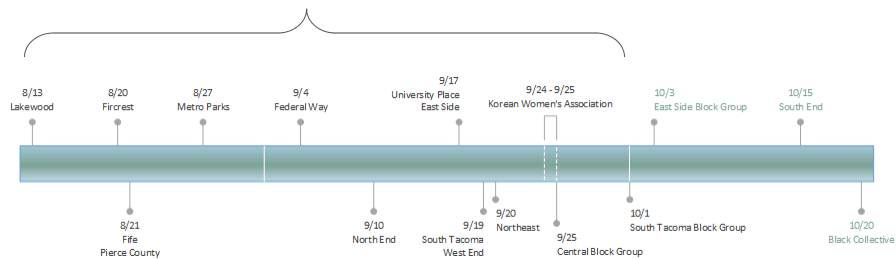 8/13
Lakewood
8/20
Fircrest
8/27
Metro Parks
9/4
Federal Way
9/17
University Place
East Side
9/24 - 9/25
Korean Women's Association
10/3
East Side Block Group
10/15
South End
8/21
Fife
Pierce County
9/10
North End
9/19
South Tacoma
West End
9/20
Northeast
9/25
Central Block Group
10/1
South Tacoma Block Group
10/20
Black Collective